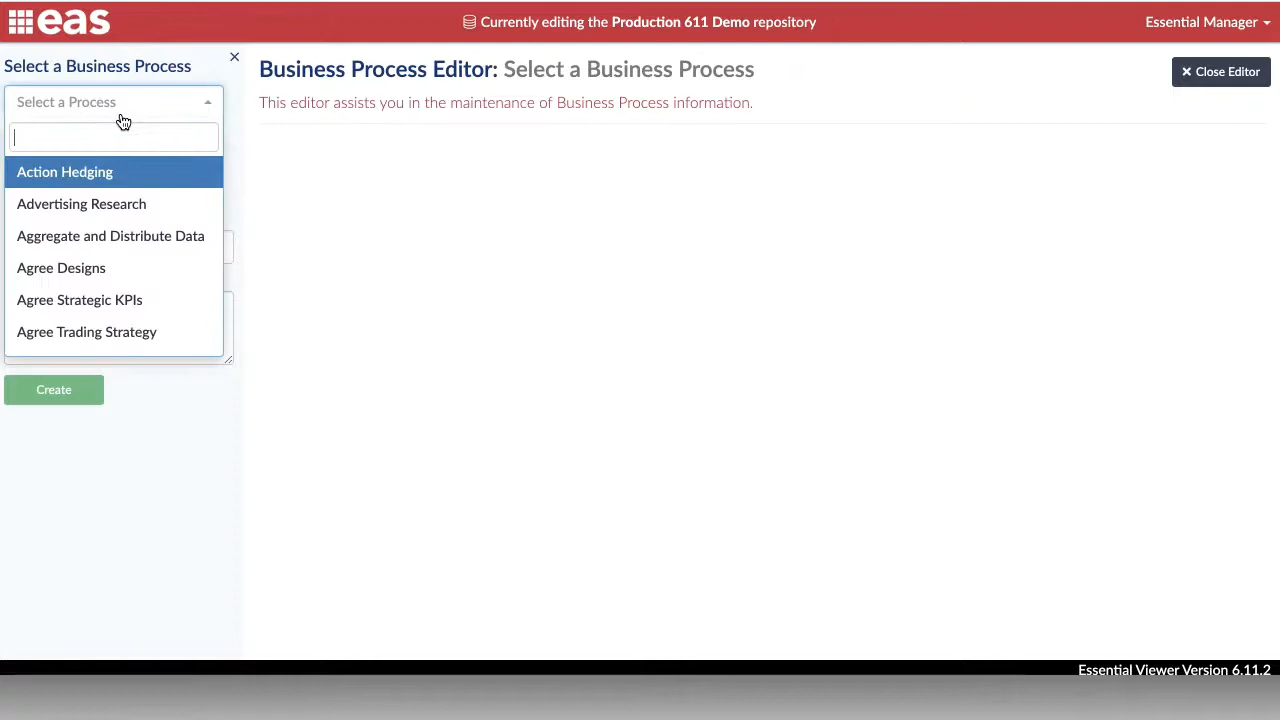 eas
Currently editing the Production 611 Demo repository
Essential Manager
Select a Business Process
×
Select a Process
Action Hedging
Advertising Research
Aggregate and Distribute Data
Agree Designs
Agree Strategic KPIs
Agree Trading Strategy
Create
Business Process Editor: Select a Business Process
This editor assists you in the maintenance of Business Process information.
× Close Editor
Essential Viewer Version 6.11.2